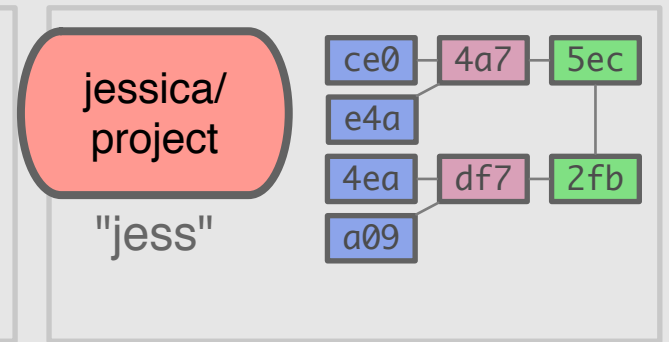 jessica/
project
"jess"
ce0 4a7 5ec
e4a
4ea df7 2fb
a09